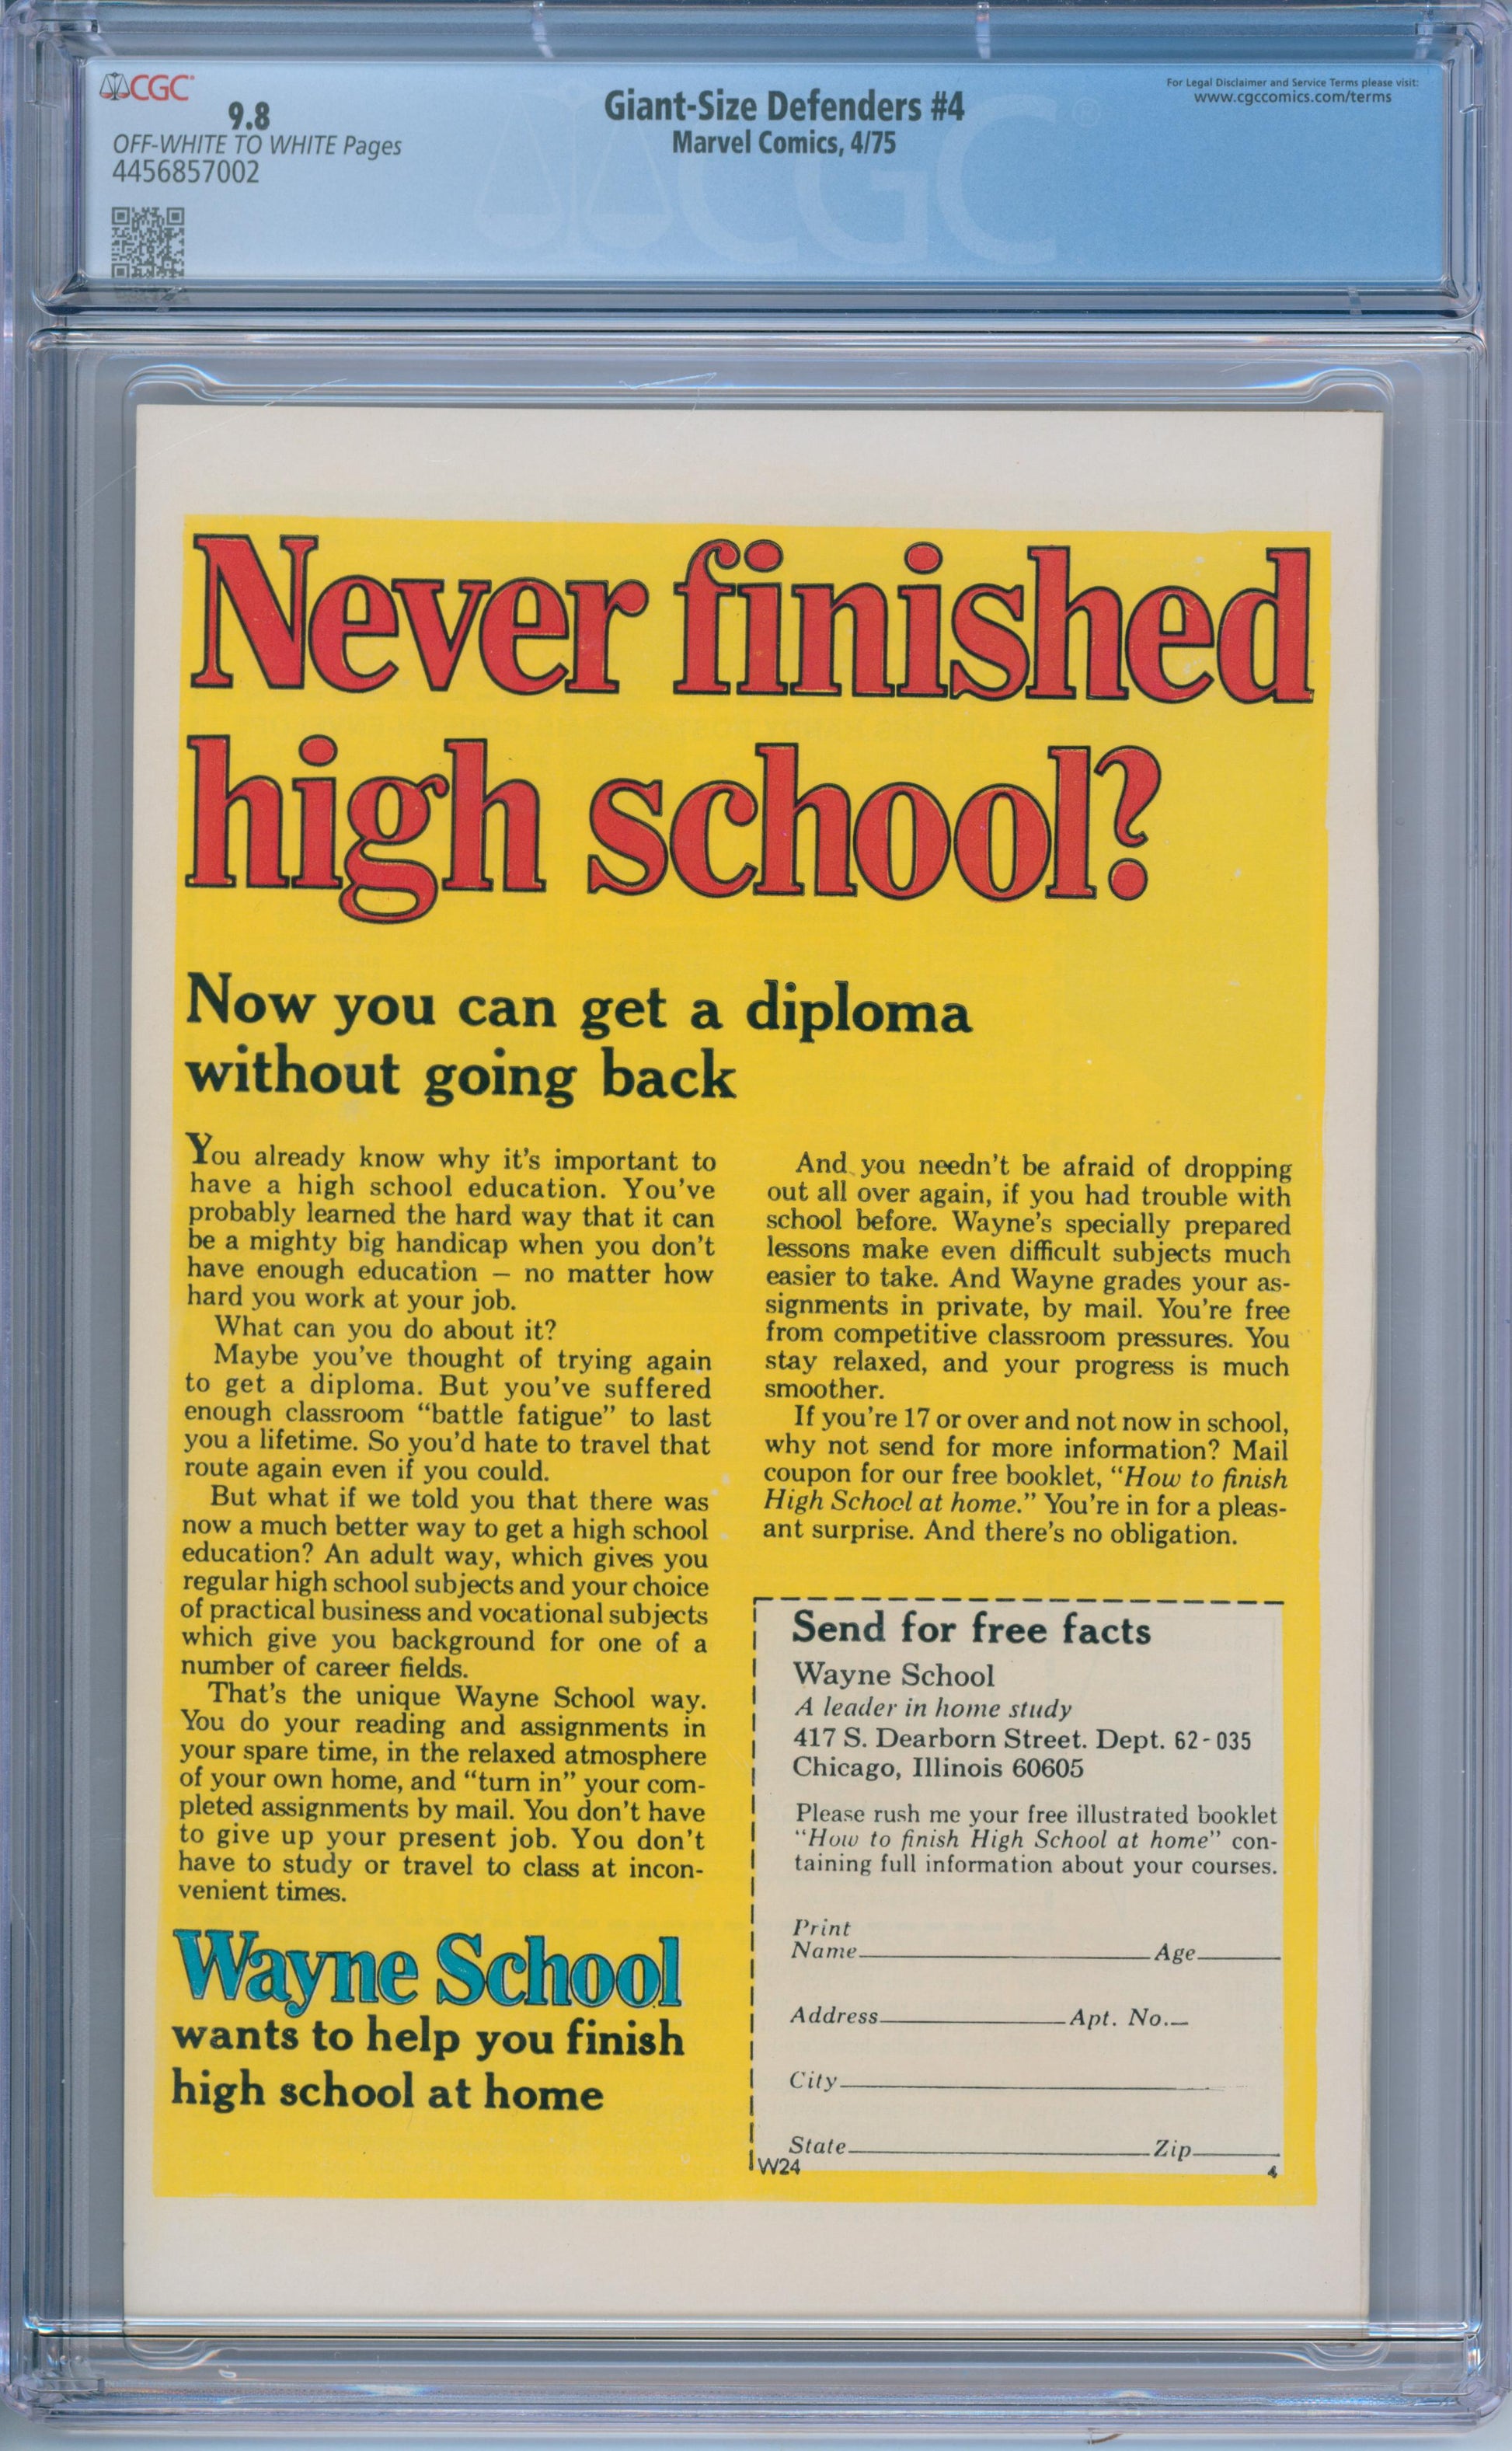 CGC
9.8
OFF-WHITE TO WHITE Pages
4456857002
Giant-Size Defenders #4
Marvel Comics, 4/75
For Legal Disclaimer and Service Terms please visit:
www.cgccomics.com/terms
CGC
Never finished
high school?
Now you can get a diploma
without going back
You already know why it's important to
have a high school education. You've
probably learned the hard way that it can
be a mighty big handicap when you don't
have enough education – no matter how
hard you work at your job.
What can you do about it?
Maybe you've thought of trying again
to get a diploma. But you've suffered
enough classroom "battle fatigue" to last
you a lifetime. So you'd hate to travel that
route again even if you could.
But what if we told you that there was
now a much better way to get a high school
education? An adult way, which gives you
regular high school subjects and your choice
of practical business and vocational subjects
which give you background for one of a
number of career fields.
That's the unique Wayne School way.
You do your reading and assignments in
your spare time, in the relaxed atmosphere
of your own home, and "turn in" your com-
pleted assignments by mail. You don't have
to give up your present job. You don't
have to study or travel to class at incon-
venient times.
Wayne School
wants to help you finish
high school at home
And you needn't be afraid of dropping
out all over again, if you had trouble with
school before. Wayne's specially prepared
lessons make even difficult subjects much
easier to take. And Wayne grades your as-
signments in private, by mail. You're free
from competitive classroom pressures. You
stay relaxed, and your progress is much
smoother.
If you're 17 or over and not now in school,
why not send for more information? Mail
coupon for our free booklet, "How to finish
High School at home." You're in for a pleas-
ant surprise. And there's no obligation.
Send for free facts
Wayne School
A leader in home study
417 S. Dearborn Street. Dept. 62-035
Chicago, Illinois 60605
Please rush me your free illustrated booklet
"How to finish High School at home" con-
taining full information about your courses.
Print
Name Age
Address Apt. No.
City
State Zip
W24 4